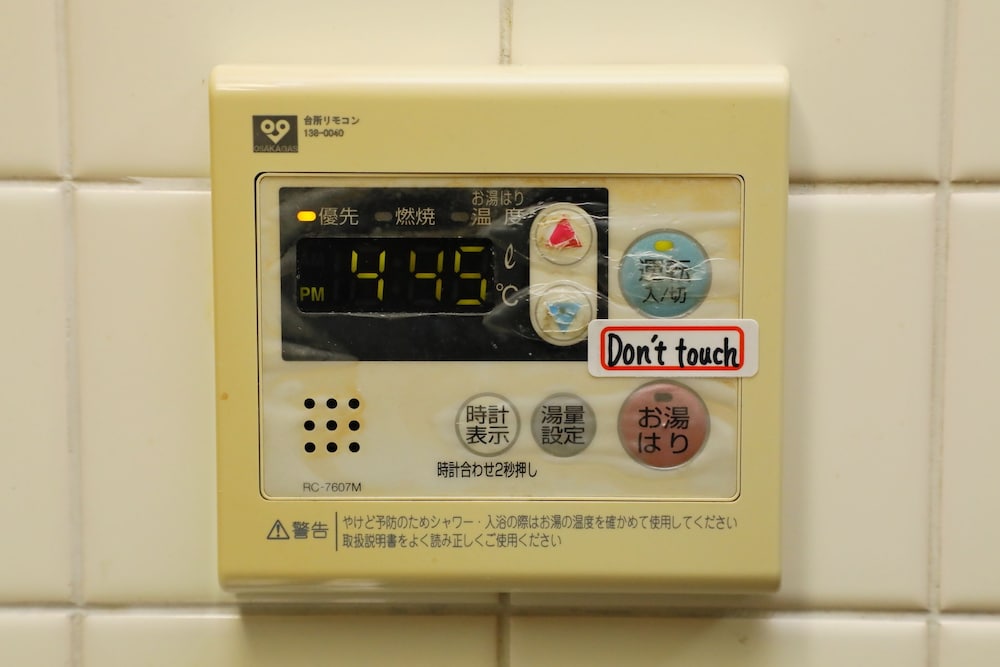 台所リモコン
138-0040
OSAKAGAS
お湯はり
優先 燃焼 温度
PM 4 45 ℓ
℃
運転
入/切
Don't touch
時計
表示
湯量
設定
お湯
はり
時計合わせ2秒押し
RC-7607M
警告
やけど予防のためシャワー・入浴の際はお湯の温度を確かめて使用してください
取扱説明書をよく読み正しくご使用ください